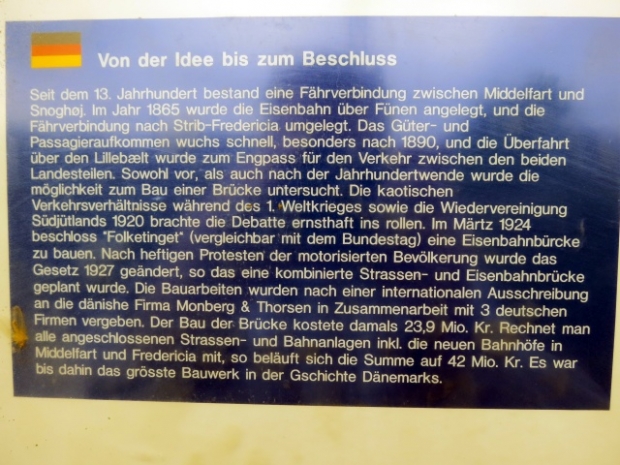 Von der Idee bis zum Beschluss
Seit dem 13. Jahrhundert bestand eine Fährverbindung zwischen Middelfart und
Snoghøj. Im Jahr 1865 wurde die Eisenbahn über Fünen angelegt, und die
Fährverbindung nach Strib-Fredericia umgelegt. Das Güter- und
Passagieraufkommen wuchs schnell, besonders nach 1890, und die Überfahrt
über den Lillebælt wurde zum Engpass für den Verkehr zwischen den beiden
Landesteilen. Sowohl vor, als auch nach der Jahrhundertwende wurde die
möglichkeit zum Bau einer Brücke untersucht. Die kaotischen
Verkehrsverhältnisse während des 1. Weltkrieges sowie die Wiedervereinigung
Südjütlands 1920 brachte die Debatte ernsthaft ins rollen. Im Märtz 1924
beschloss "Folketinget" (vergleichbar mit dem Bundestag) eine Eisenbahnbürcke
zu bauen. Nach heftigen Protesten der motorisierten Bevölkerung wurde das
Gesetz 1927 geändert, so das eine kombinierte Strassen- und Eisenbahnbrücke
geplant wurde. Die Bauarbeiten wurden nach einer internationalen Ausschreibung
an die dänishe Firma Monberg & Thorsen in Zusammenarbeit mit 3 deutschen
Firmen vergeben. Der Bau der Brücke kostete damals 23,9 Mio. Kr. Rechnet man
alle angeschlossenen Strassen- und Bahnanlagen inkl. die neuen Bahnhöfe in
Middelfart und Fredericia mit, so beläuft sich die Summe auf 42 Mio. Kr. Es war
bis dahin das grösste Bauwerk in der Gschichte Dänemarks.